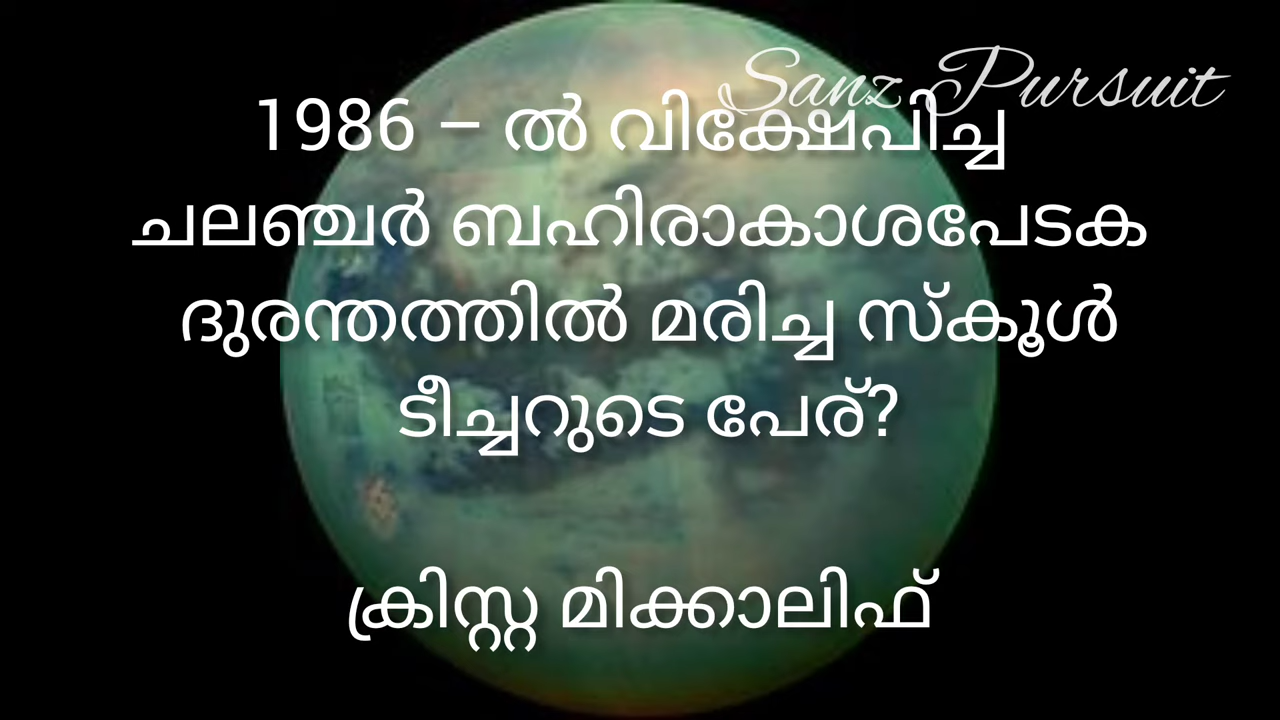 Sanz Pursuit
1986 – ൽ വിക്ഷേപിച്ച
ചലഞ്ചർ ബഹിരാകാശപേടക
ദുരന്തത്തിൽ മരിച്ച സ്കൂൾ
ടീച്ചറുടെ പേര്?
ക്രിസ്റ്റ മിക്കാലിഫ്